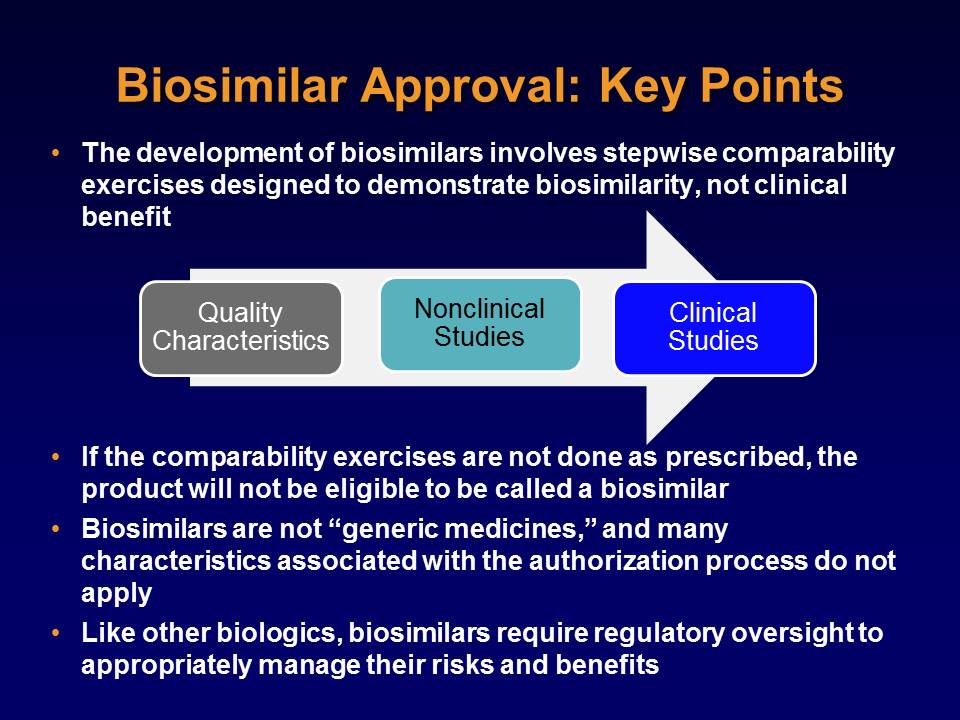 Biosimilar Approval: Key Points
• The development of biosimilars involves stepwise comparability
exercises designed to demonstrate biosimilarity, not clinical
benefit
Quality
Characteristics
Nonclinical
Studies
Clinical
Studies
• If the comparability exercises are not done as prescribed, the
product will not be eligible to be called a biosimilar
• Biosimilars are not “generic medicines,” and many
characteristics associated with the authorization process do not
apply
• Like other biologics, biosimilars require regulatory oversight to
appropriately manage their risks and benefits